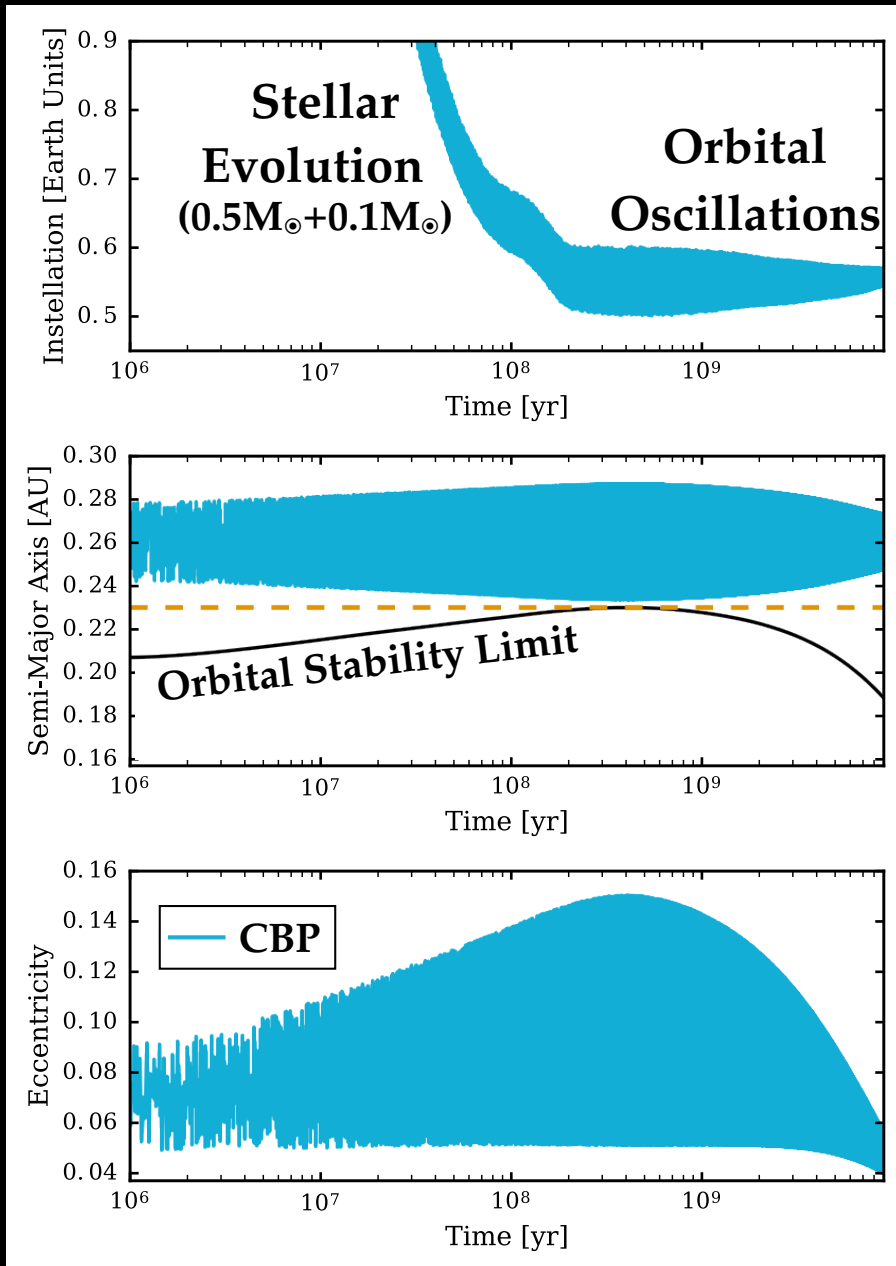 Instellation [Earth Units]
0.9
0.8
0.7
0.6
0.5
Stellar
Evolution
(0.5M☉+0.1M☉)
Orbital
Oscillations
10⁶
10⁷
10⁸
10⁹
Time [yr]
Semi-Major Axis [AU]
0.30
0.28
0.26
0.24
0.22
0.20
0.18
0.16
Orbital Stability Limit
10⁶
10⁷
10⁸
10⁹
Time [yr]
Eccentricity
0.16
0.14
0.12
0.10
0.08
0.06
0.04
CBP
10⁶
10⁷
10⁸
10⁹
Time [yr]